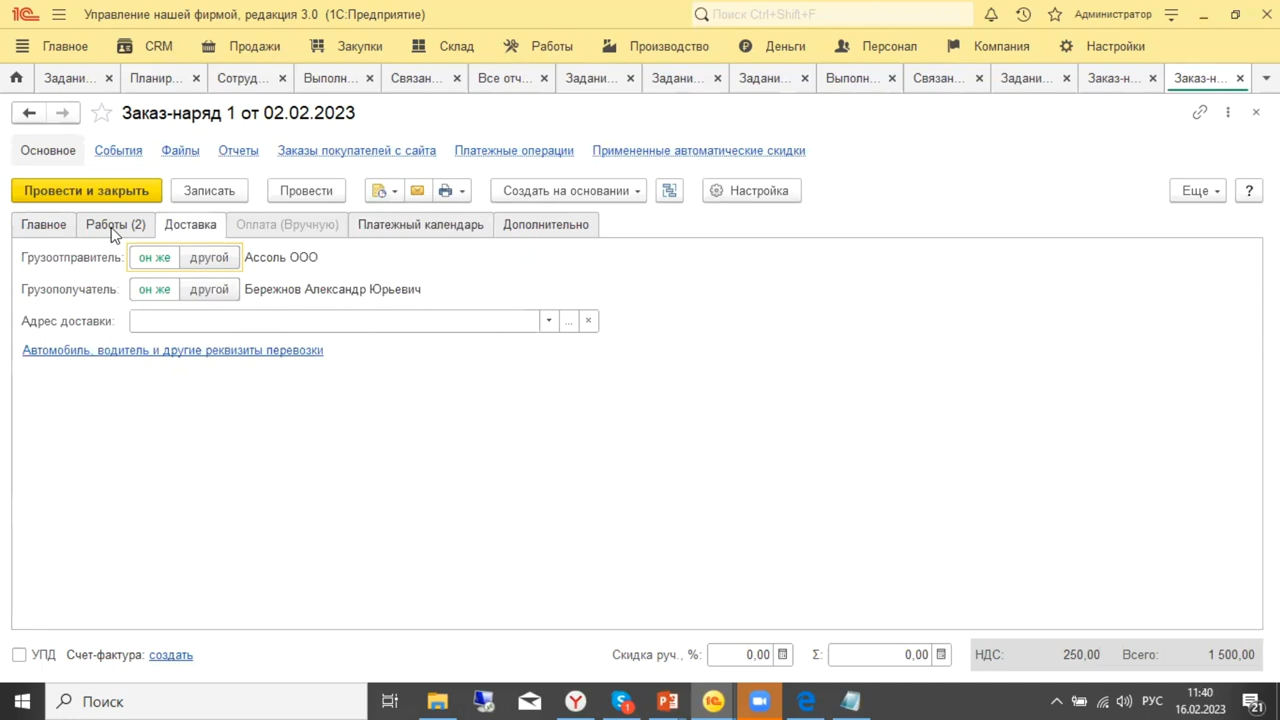 Управление нашей фирмой, редакция 3.0 (1С:Предприятие) Поиск Ctrl+Shift+F Администратор
Главное CRM Продажи Закупки Склад Работы Производство Деньги Персонал Компания Настройки
Задани... Планир... Сотруд... Выполн... Связан... Все отч... Задани... Задани... Задани... Выполн... Связан... Задани... Заказ-н... Заказ-н...
Заказ-наряд 1 от 02.02.2023
Основное События Файлы Отчеты Заказы покупателей с сайта Платежные операции Примененные автоматические скидки
Провести и закрыть Записать Провести Создать на основании Настройка Еще ?
Главное Работы (2) Доставка Оплата (Вручную) Платежный календарь Дополнительно
Грузоотправитель: он же другой Ассоль ООО
Грузополучатель: он же другой Бережнов Александр Юрьевич
Адрес доставки:
Автомобиль, водитель и другие реквизиты перевозки
УПД Счет-фактура: создать Скидка руч., %: 0,00 Σ: 0,00 НДС: 250,00 Всего: 1 500,00
Поиск РУС 11:40
16.02.2023 21